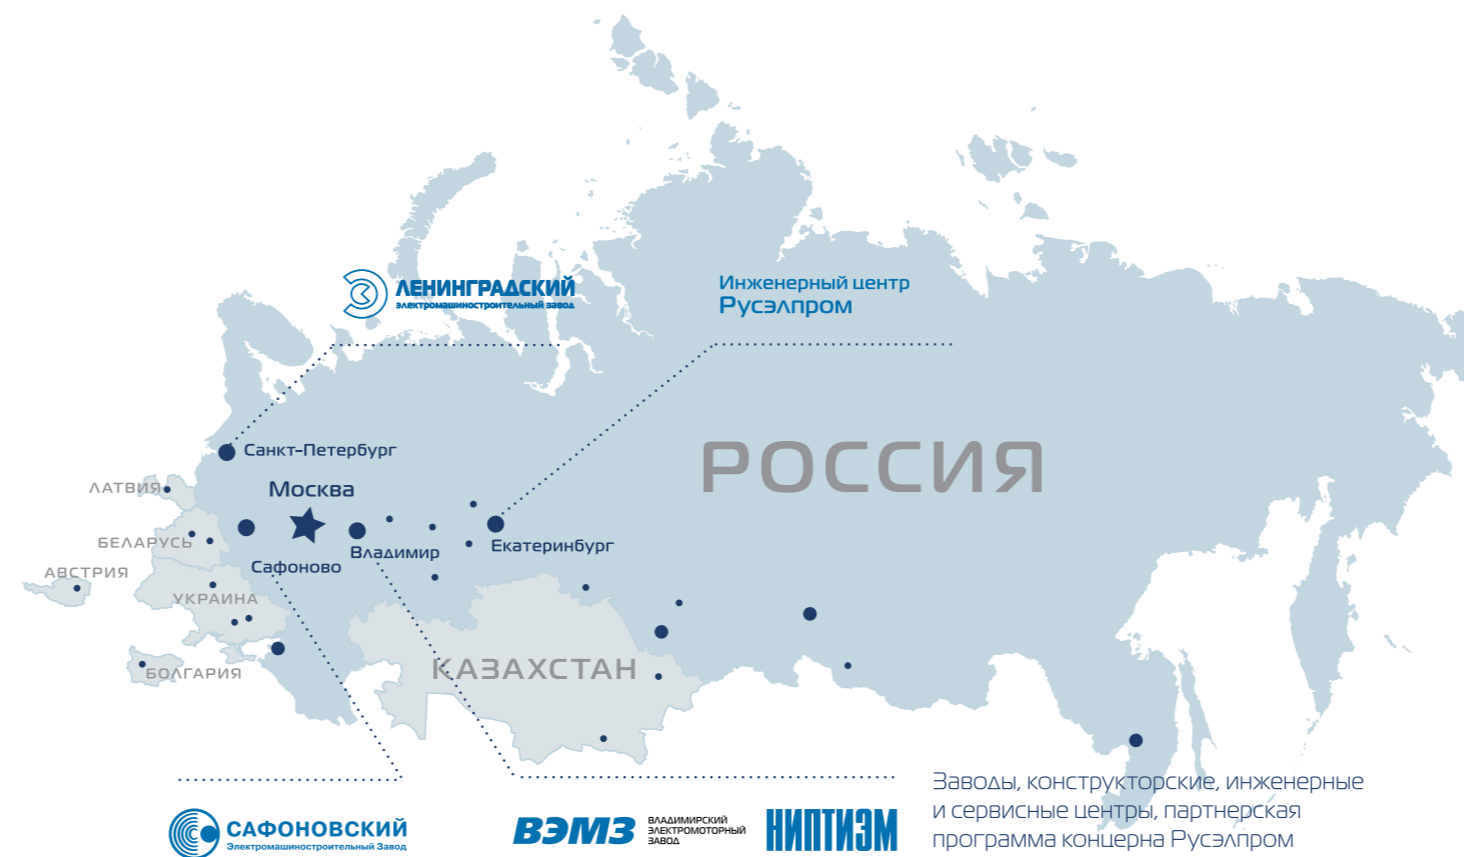 ЛЕНИНГРАДСКИЙ
электромашиностроительный завод
Инженерный центр
Русэлпром
РОССИЯ
Санкт-Петербург
ЛАТВИЯ
Москва
БЕЛАРУСЬ
Владимир
Екатеринбург
Сафоново
АВСТРИЯ
УКРАИНА
КАЗАХСТАН
БОЛГАРИЯ
САФОНОВСКИЙ
Электромашиностроительный Завод
ВЭМЗ
ВЛАДИМИРСКИЙ
ЭЛЕКТРОМОТОРНЫЙ
ЗАВОД
НИПТИЭМ
Заводы, конструкторские, инженерные
и сервисные центры, партнерская
программа концерна Русэлпром